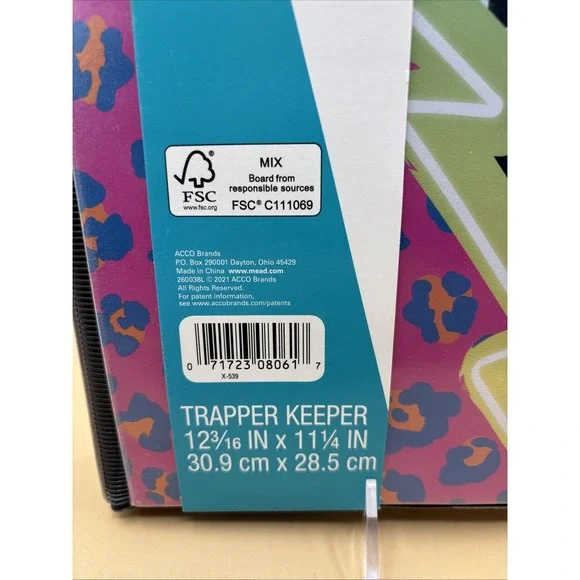 MIX
Board from
responsible sources
FSC® C111069
FSC
www.fsc.org
ACCO Brands
P.O. Box 290001 Dayton, Ohio 45429
Made in China www.mead.com
260038L © 2021 ACCO Brands
All Rights Reserved.
For patent information,
see www.accobrands.com/patents
0 71723 08061 7
X-539
TRAPPER KEEPER
12 3/16 IN x 11 1/4 IN
30.9 cm x 28.5 cm